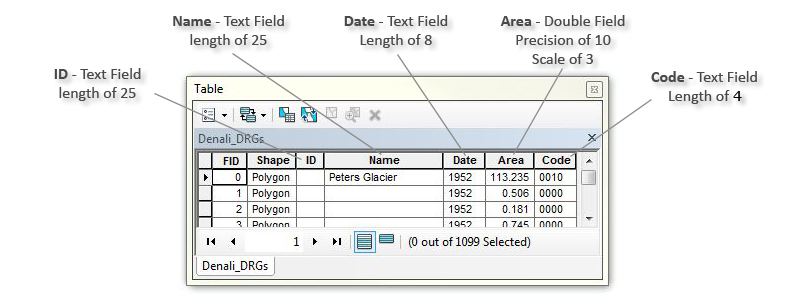 Name - Text Field
length of 25
Date - Text Field
Length of 8
Area - Double Field
Precision of 10
Scale of 3
ID - Text Field
length of 25
Code - Text Field
Length of 4
Table
Denali_DRGs
FID Shape ID Name Date Area Code
0 Polygon Peters Glacier 1952 113.235 0010
1 Polygon 1952 0.506 0000
2 Polygon 1952 0.181 0000
3 Polygon 1952 0.745 0000
1 (0 out of 1099 Selected)
Denali_DRGs